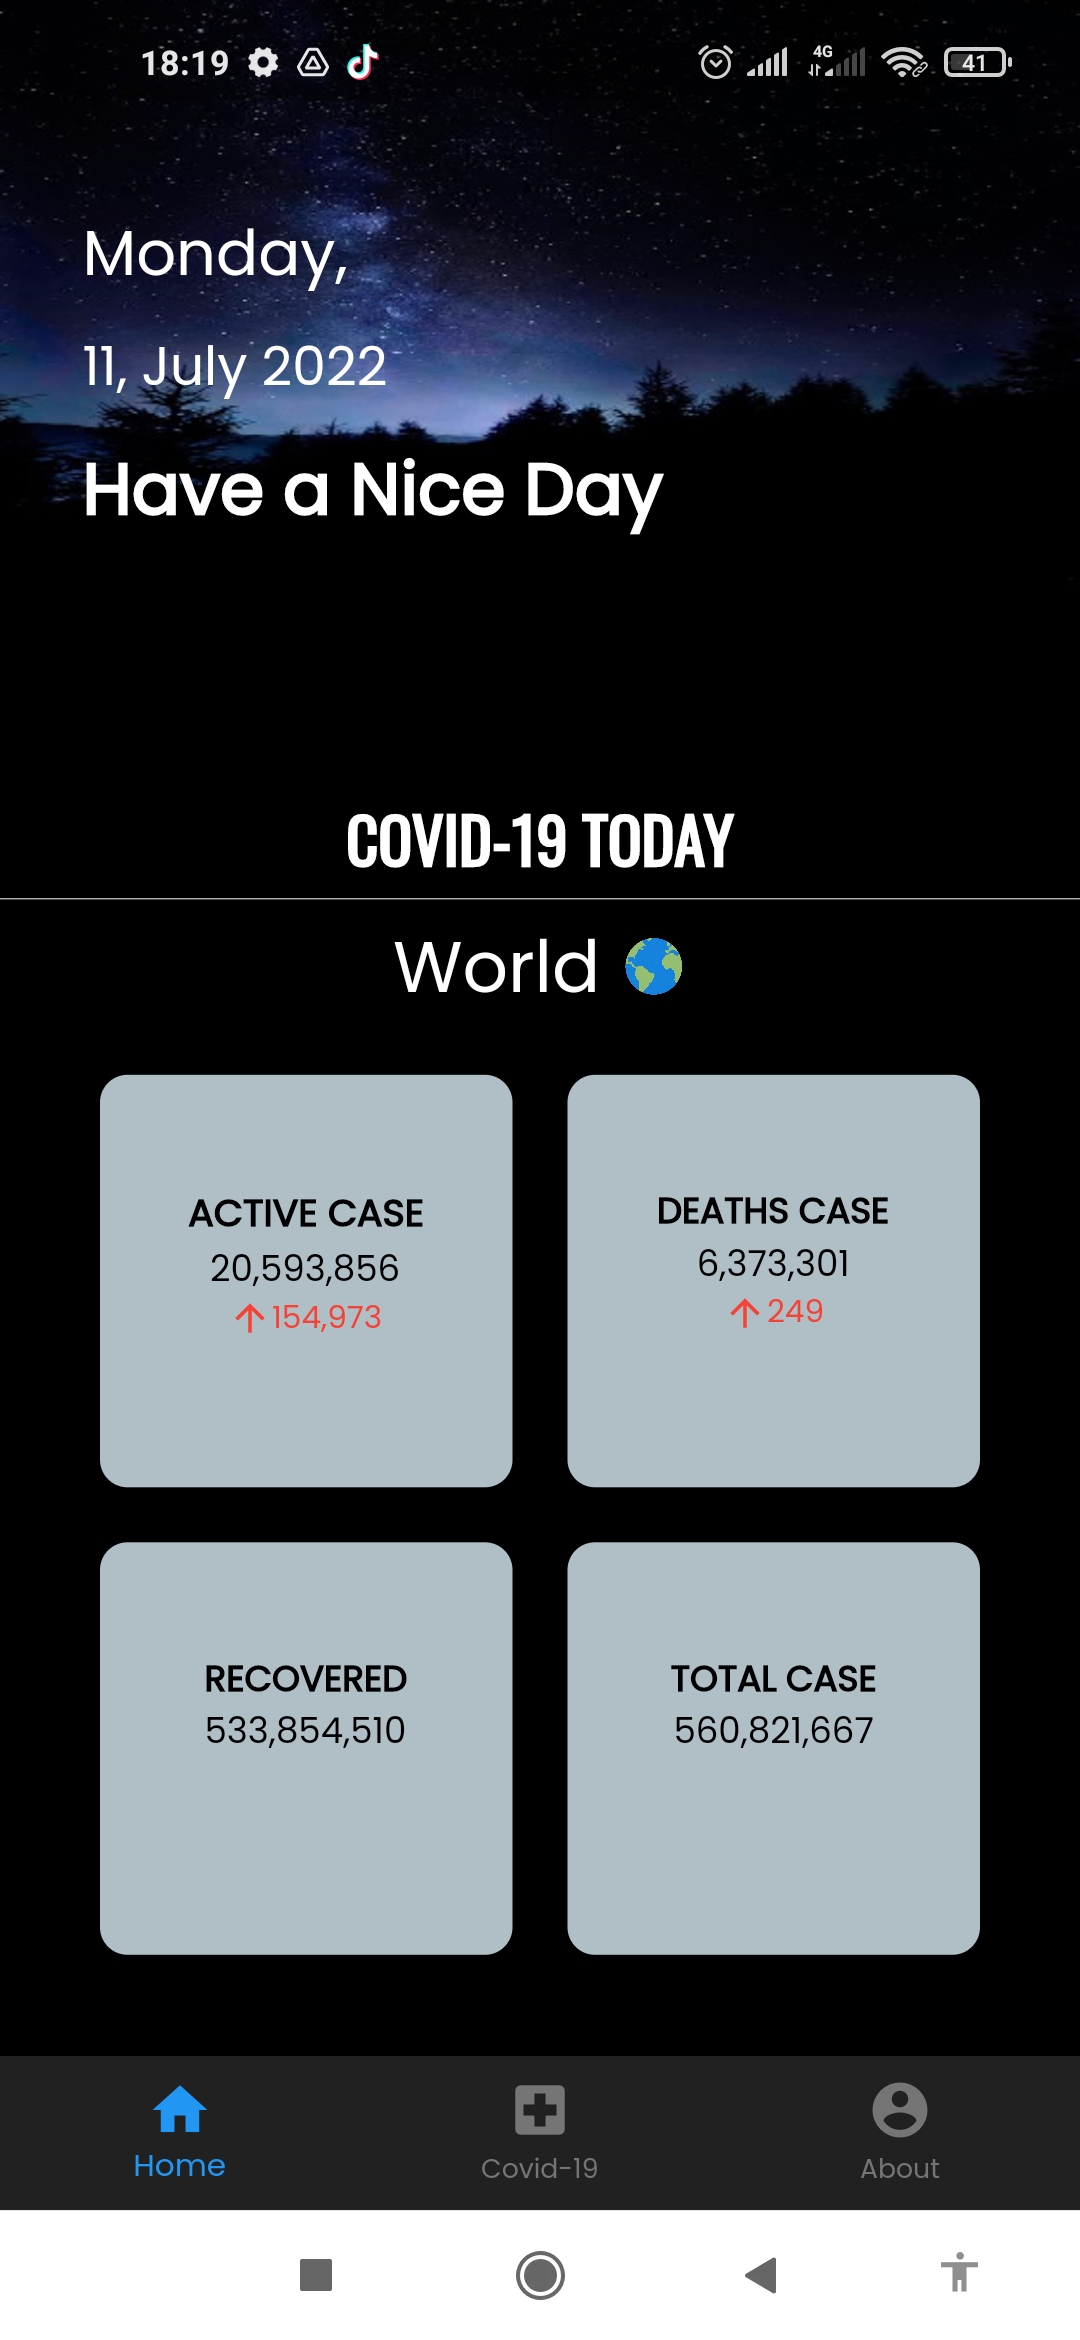 18:19 4G 41
Monday,
11, July 2022
Have a Nice Day
COVID-19 TODAY
World 🌎
ACTIVE CASE
20,593,856
↑ 154,973
DEATHS CASE
6,373,301
↑ 249
RECOVERED
533,854,510
TOTAL CASE
560,821,667
Home Covid-19 About